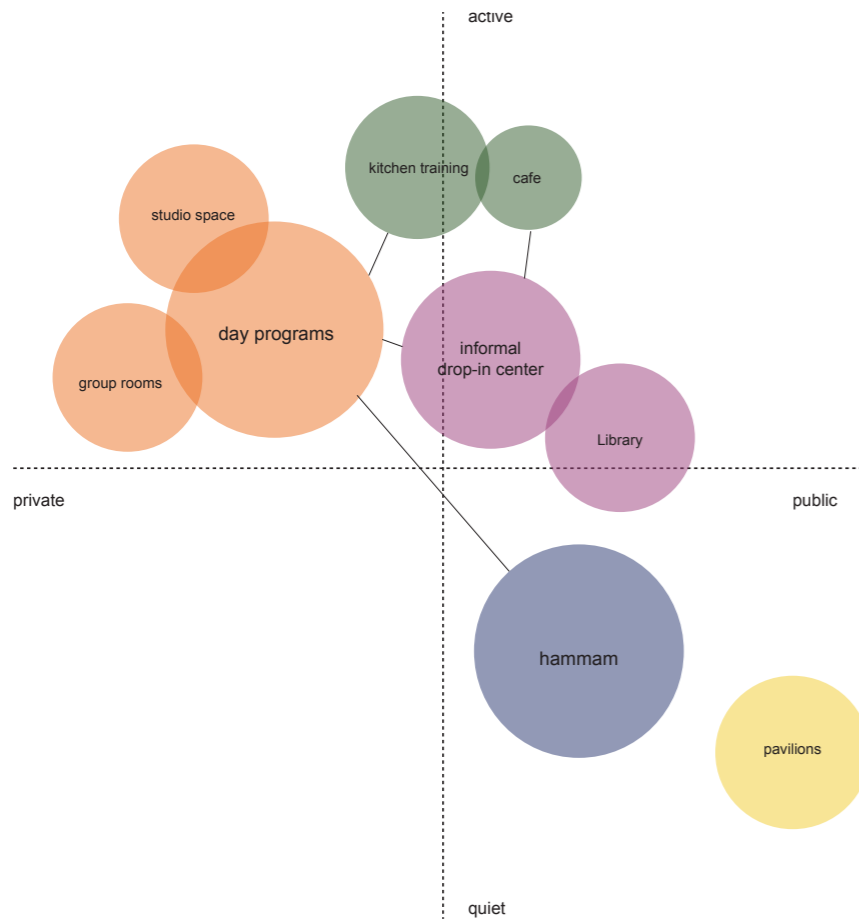 active
kitchen training
cafe
studio space
day programs
informal
drop-in center
group rooms
Library
private
public
hammam
pavilions
quiet